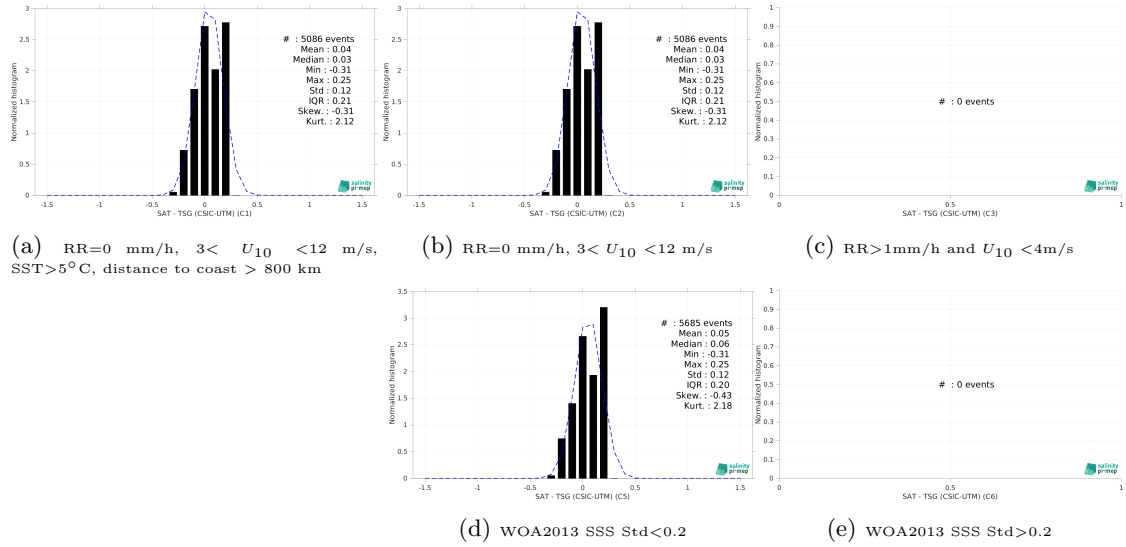 3
2.5
2
1.5
1
0.5
0
-1.5
-1
-0.5
0
0.5
1
1.5
Normalized histogram
SAT - TSG (CSIC-UTM) (C1)
# : 5086 events
Mean : 0.04
Median : 0.03
Min : -0.31
Max : 0.25
Std : 0.12
IQR : 0.21
Skew. : -0.31
Kurt. : 2.12
salinity
pi-mep
(a) RR=0 mm/h, 3< U10 <12 m/s,
SST>5°C, distance to coast > 800 km
3
2.5
2
1.5
1
0.5
0
-1.5
-1
-0.5
0
0.5
1
1.5
Normalized histogram
SAT - TSG (CSIC-UTM) (C2)
# : 5086 events
Mean : 0.04
Median : 0.03
Min : -0.31
Max : 0.25
Std : 0.12
IQR : 0.21
Skew. : -0.31
Kurt. : 2.12
salinity
pi-mep
(b) RR=0 mm/h, 3< U10 <12 m/s
1
0.9
0.8
0.7
0.6
0.5
0.4
0.3
0.2
0.1
0
0
0.5
1
Normalized histogram
SAT - TSG (CSIC-UTM) (C3)
# : 0 events
salinity
pi-mep
(c) RR>1mm/h and U10 <4m/s
3.5
3
2.5
2
1.5
1
0.5
0
-1.5
-1
-0.5
0
0.5
1
1.5
Normalized histogram
SAT - TSG (CSIC-UTM) (C5)
# : 5685 events
Mean : 0.05
Median : 0.06
Min : -0.31
Max : 0.25
Std : 0.12
IQR : 0.20
Skew. : -0.43
Kurt. : 2.18
salinity
pi-mep
(d) WOA2013 SSS Std<0.2
1
0.9
0.8
0.7
0.6
0.5
0.4
0.3
0.2
0.1
0
0
0.5
1
Normalized histogram
SAT - TSG (CSIC-UTM) (C6)
# : 0 events
salinity
pi-mep
(e) WOA2013 SSS Std>0.2